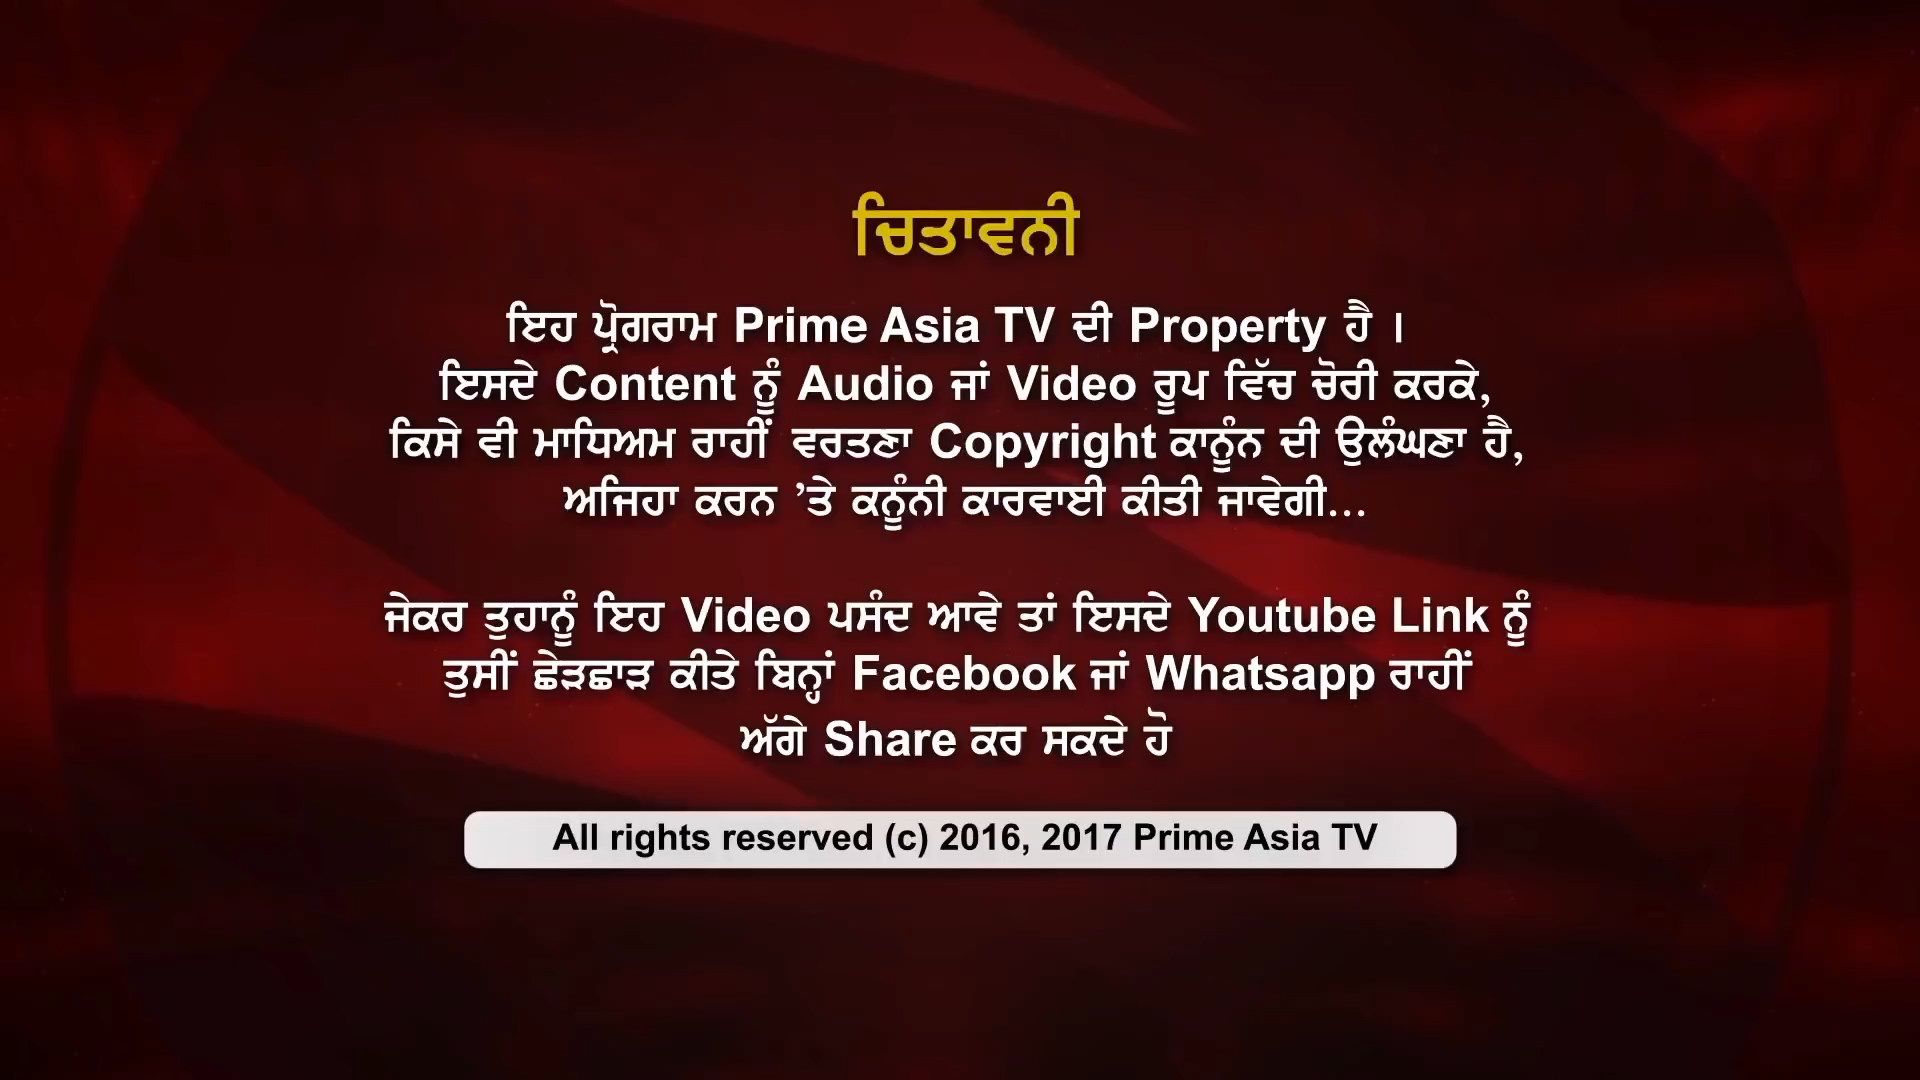 ਚਿਤਾਵਨੀ
ਇਹ ਪ੍ਰੋਗਰਾਮ Prime Asia TV ਦੀ Property ਹੈ ।
ਇਸਦੇ Content ਨੂੰ Audio ਜਾਂ Video ਰੂਪ ਵਿੱਚ ਚੋਰੀ ਕਰਕੇ,
ਕਿਸੇ ਵੀ ਮਾਧਿਅਮ ਰਾਹੀਂ ਵਰਤਣਾ Copyright ਕਾਨੂੰਨ ਦੀ ਉਲੰਘਣਾ ਹੈ,
ਅਜਿਹਾ ਕਰਨ ’ਤੇ ਕਨੂੰਨੀ ਕਾਰਵਾਈ ਕੀਤੀ ਜਾਵੇਗੀ...
ਜੇਕਰ ਤੁਹਾਨੂੰ ਇਹ Video ਪਸੰਦ ਆਵੇ ਤਾਂ ਇਸਦੇ Youtube Link ਨੂੰ
ਤੁਸੀਂ ਛੇੜਛਾੜ ਕੀਤੇ ਬਿਨ੍ਹਾਂ Facebook ਜਾਂ Whatsapp ਰਾਹੀਂ
ਅੱਗੇ Share ਕਰ ਸਕਦੇ ਹੋ
All rights reserved (c) 2016, 2017 Prime Asia TV